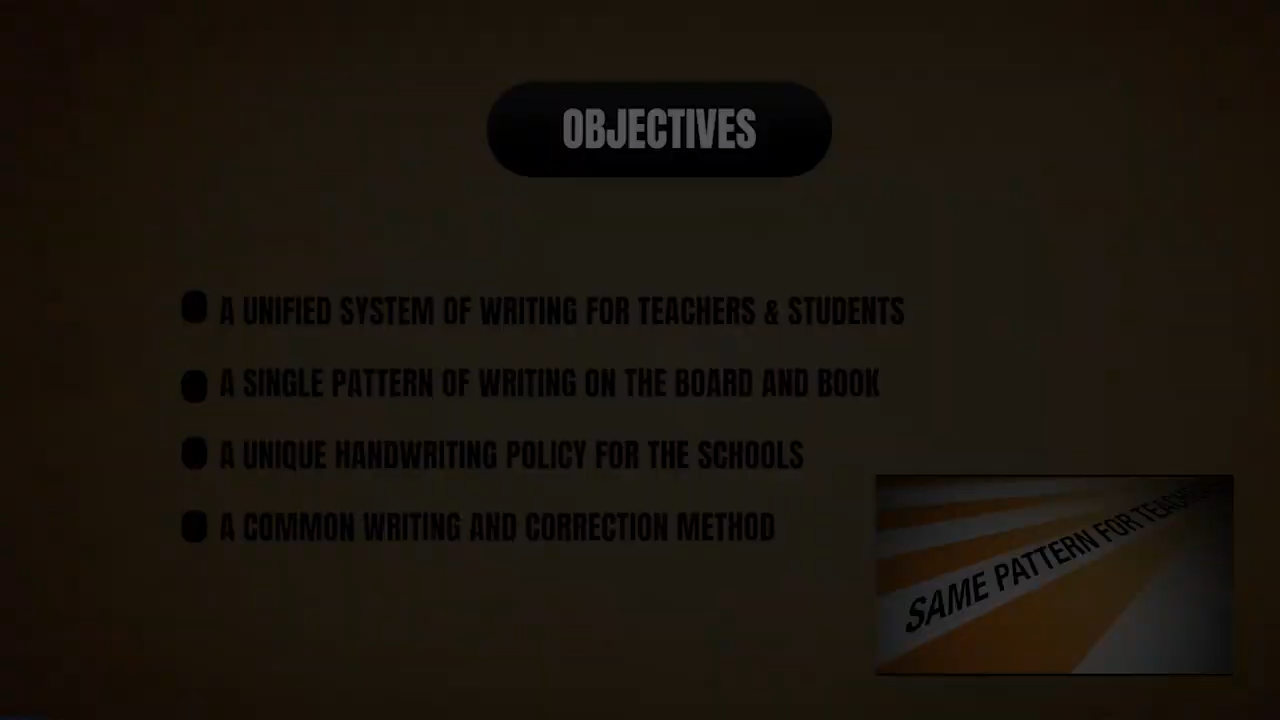 OBJECTIVES
A UNIFIED SYSTEM OF WRITING FOR TEACHERS & STUDENTS
A SINGLE PATTERN OF WRITING ON THE BOARD AND BOOK
A UNIQUE HANDWRITING POLICY FOR THE SCHOOLS
A COMMON WRITING AND CORRECTION METHOD
SAME PATTERN FOR